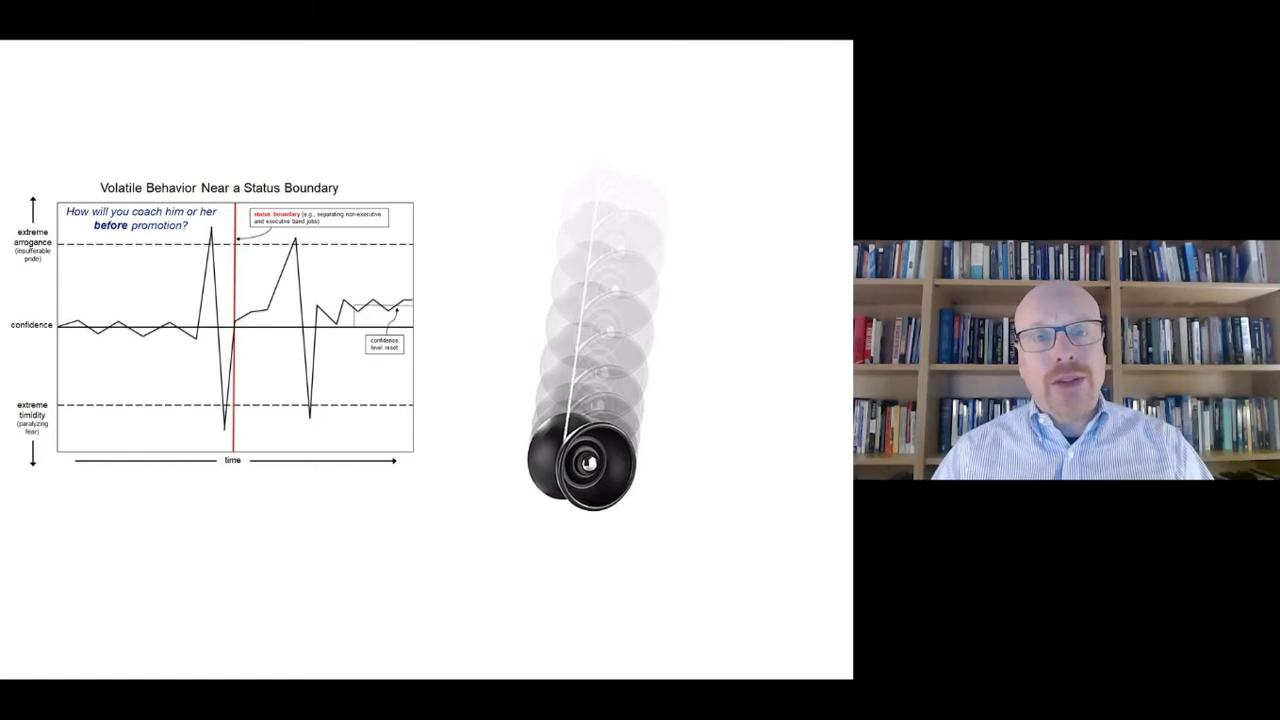 Volatile Behavior Near a Status Boundary
How will you coach him or her
before promotion?
status boundary (e.g., separating non-executive
and executive band jobs)
extreme
arrogance
(insufferable
pride)
confidence
confidence
level reset
extreme
timidity
(paralyzing
fear)
time